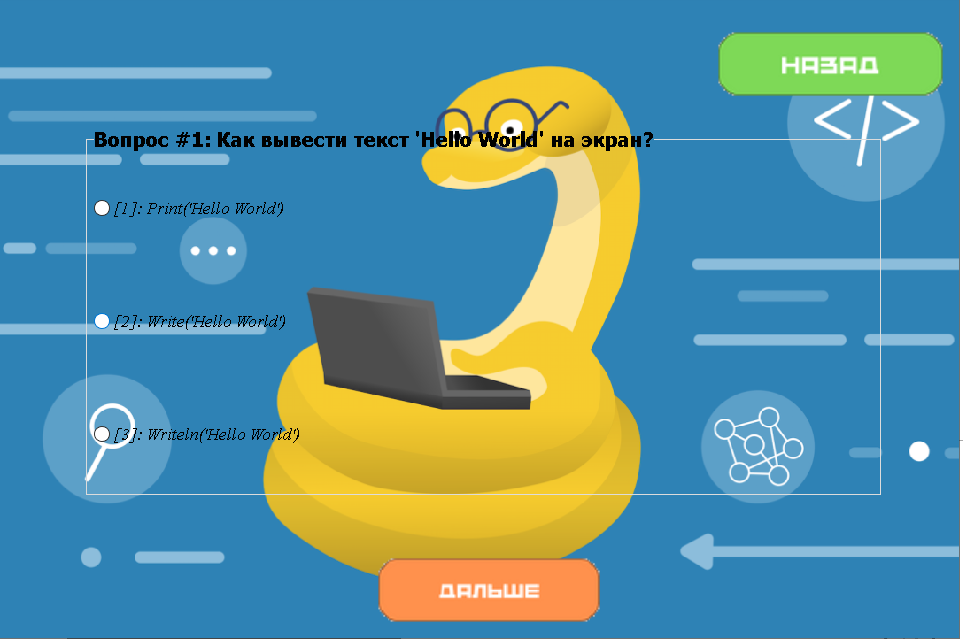 НАЗАД
</>
Вопрос #1: Как вывести текст 'Hello World' на экран?
[1]: Print('Hello World')
[2]: Write('Hello World')
[3]: Writeln('Hello World')
ДАЛЬШЕ